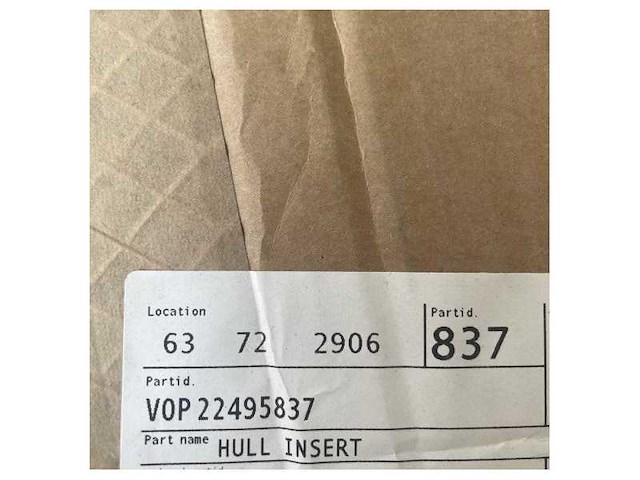 Location Partid.
63 72 2906 837
Partid.
VOP 22495837
Part name HULL INSERT